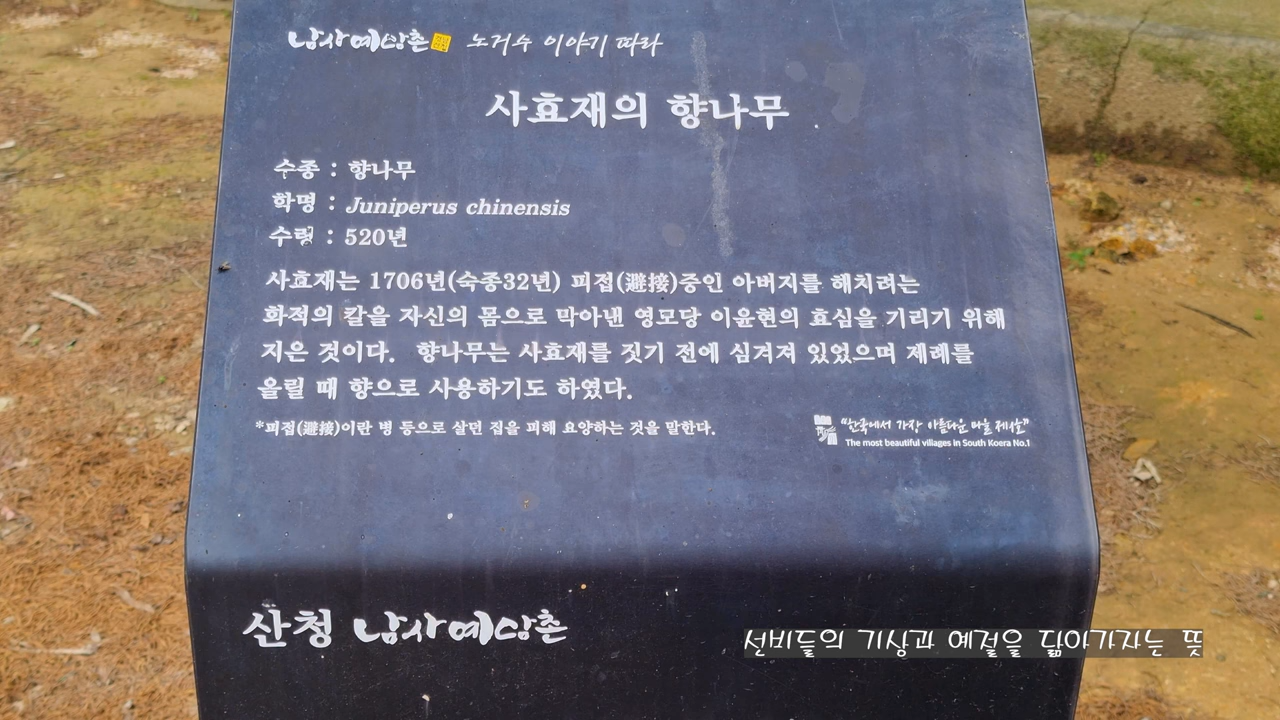 남사예담촌 노거수 이야기 따라
사효재의 향나무
수종 : 향나무
학명 : Juniperus chinensis
수령 : 520년
사효재는 1706년(숙종32년) 피접(避接)중인 아버지를 해치려는
화적의 칼을 자신의 몸으로 막아낸 영모당 이윤현의 효심을 기리기 위해
지은 것이다. 향나무는 사효재를 짓기 전에 심겨져 있었으며 제례를
올릴 때 향으로 사용하기도 하였다.
*피접(避接)이란 병 등으로 살던 집을 피해 요양하는 것을 말한다.
"한국에서 가장 아름다운 마을 제1호"
The most beautiful villages in South Koera No.1
산청 남사예담촌
선비들의 기상과 예절을 닮아가자는 뜻